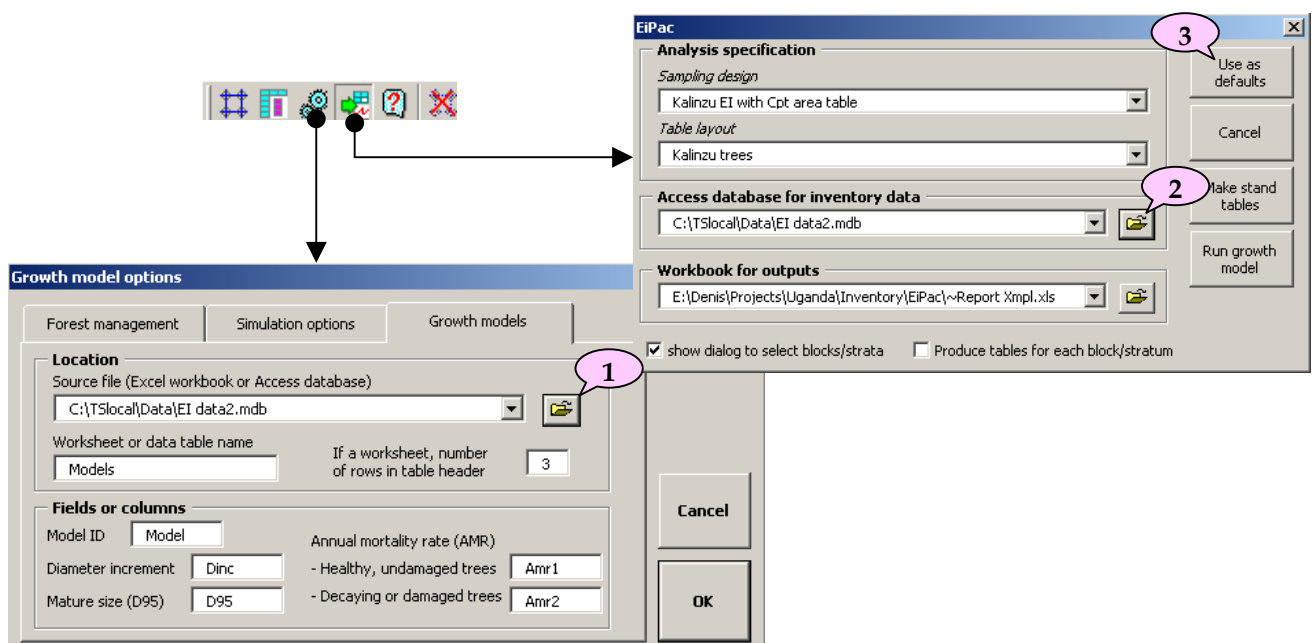 EiPac
Analysis specification
Sampling design
Kalinzu EI with Cpt area table
Table layout
Kalinzu trees
Access database for inventory data
C:\TSlocal\Data\EI data2.mdb
Workbook for outputs
E:\Denis\Projects\Uganda\Inventory\EiPac\~Report Xmpl.xls
show dialog to select blocks/strata
Produce tables for each block/stratum
3
Use as
defaults
Cancel
2
Make stand
tables
Run growth
model
Growth model options
Forest management
Simulation options
Growth models
Location
1
Source file (Excel workbook or Access database)
C:\TSlocal\Data\EI data2.mdb
Worksheet or data table name
Models
If a worksheet, number
of rows in table header
3
Fields or columns
Model ID
Model
Diameter increment
Dinc
Mature size (D95)
D95
Annual mortality rate (AMR)
- Healthy, undamaged trees
Amr1
- Decaying or damaged trees
Amr2
Cancel
OK